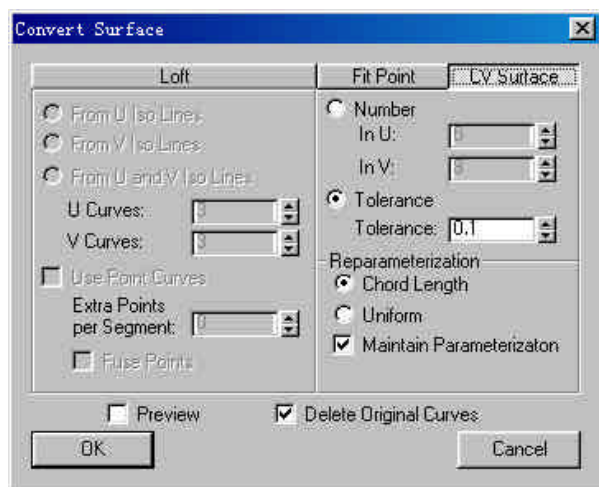 Convert Surface
Loft
Fit Point
CV Surface
From U Iso Lines
From V Iso Lines
From U and V Iso Lines
U Curves: 3
V Curves: 3
Use Point Curves
Extra Points
per Segment: 0
Fuse Points
Number
In U:
In V:
Tolerance
Tolerance: 0.1
Reparameterization
Chord Length
Uniform
Maintain Parameterizaton
Preview
Delete Original Curves
OK
Cancel